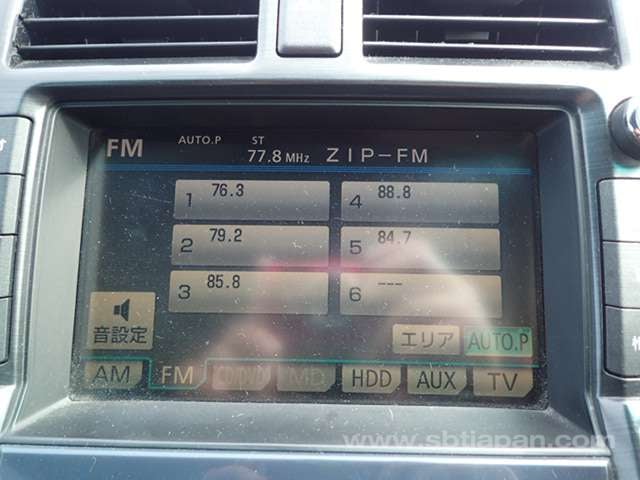 FM AUTO.P ST 77.8 MHz ZIP-FM
1 76.3
4 88.8
2 79.2
5 84.7
3 85.8
6 ---
音設定
エリア AUTO.P
AM FM MD HDD AUX TV
www.sbtjapan.com